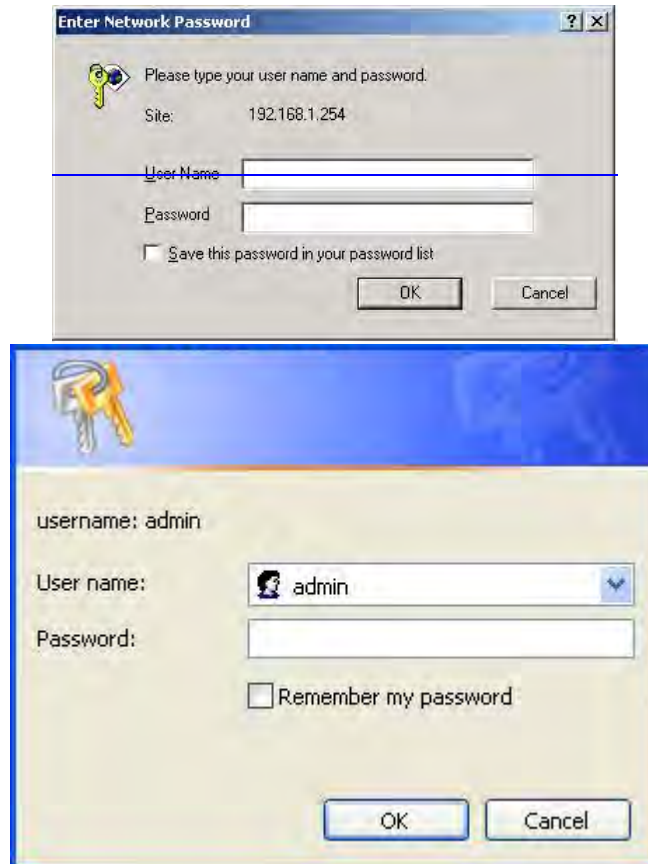 Enter Network Password
Please type your user name and password.
Site: 192.168.1.254
User Name
Password
Save this password in your password list
OK Cancel
username: admin
User name: admin
Password:
Remember my password
OK Cancel